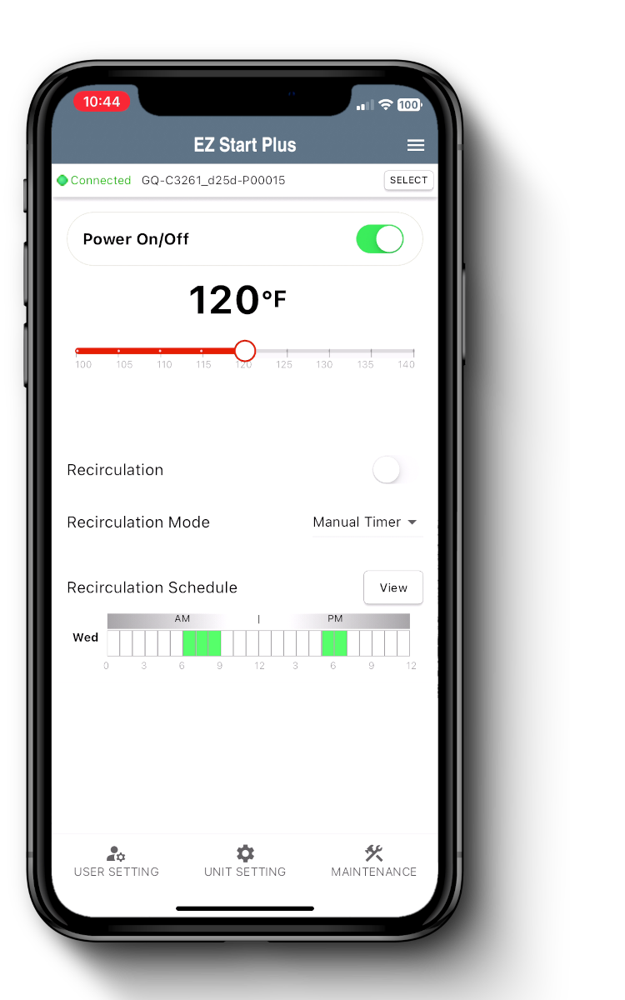 10:44
100
EZ Start Plus
Connected GQ-C3261_d25d-P00015 SELECT
Power On/Off
120°F
100 105 110 115 120 125 130 135 140
Recirculation
Recirculation Mode Manual Timer
Recirculation Schedule View
AM | PM
Wed
0 3 6 9 12 3 6 9 12
USER SETTING UNIT SETTING MAINTENANCE